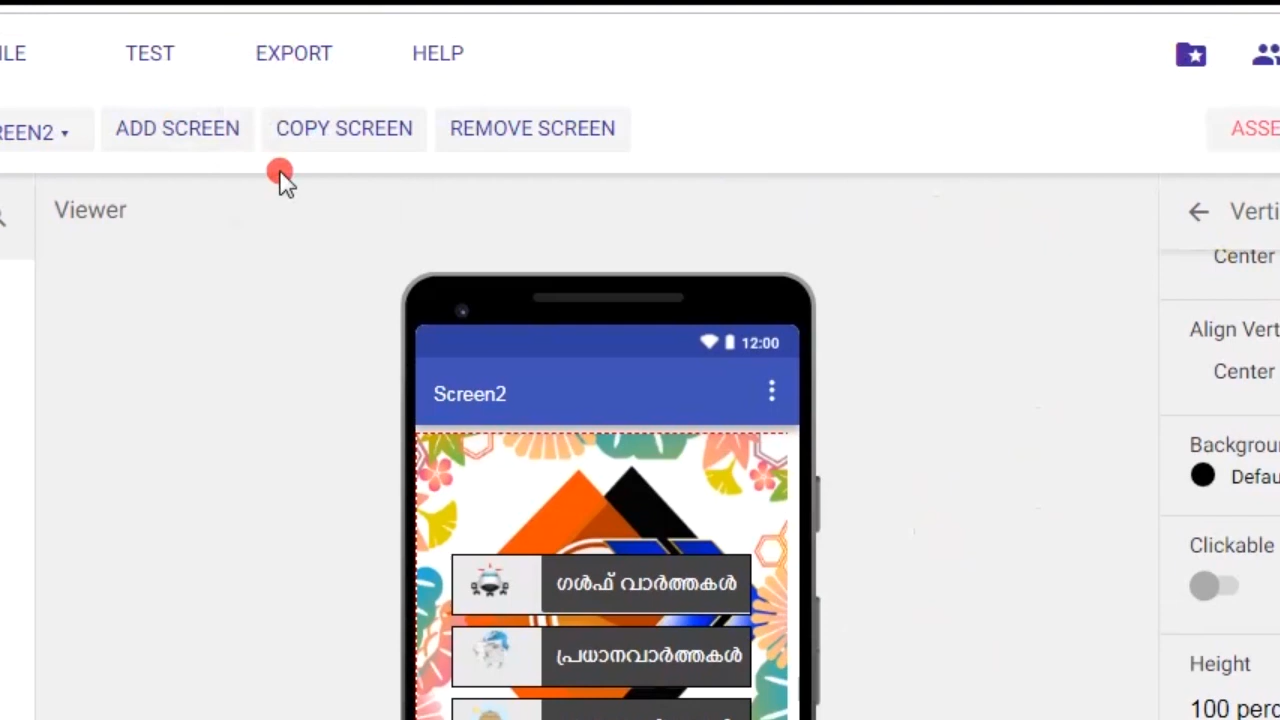 ILE TEST EXPORT HELP
REEN2 ADD SCREEN COPY SCREEN REMOVE SCREEN ASSE
Viewer
Verti
Center
12:00
Align Vert
Screen2
Center
Backgroun
Defau
Clickable
ഗൾഫ് വാർത്തകൾ
പ്രധാനവാർത്തകൾ
Height
100 perc